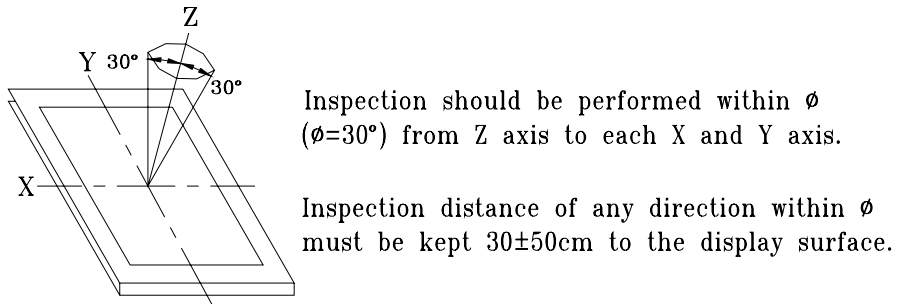 Z
Y 30°
30°
X
Inspection should be performed within ø
(ø=30°) from Z axis to each X and Y axis.
Inspection distance of any direction within ø
must be kept 30±50cm to the display surface.